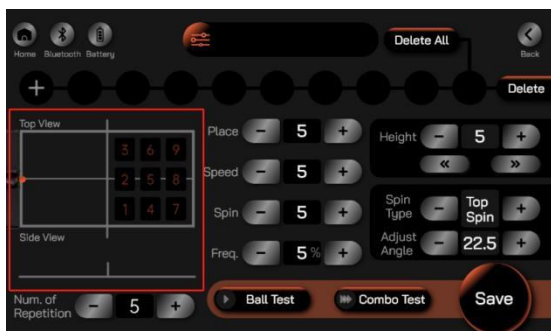 Delete All
Home Bluetooth Battery
Back
+
Delete
Top View
3 6 9
2 5 8
1 4 7
Side View
Place - 5 +
Speed - 5 +
Spin - 5 +
Freq. - 5 % +
Height - 5 +
« »
Spin Type - Top Spin +
Adjust Angle - 22.5 +
Num. of Repetition - 5 +
Ball Test
Combo Test
Save